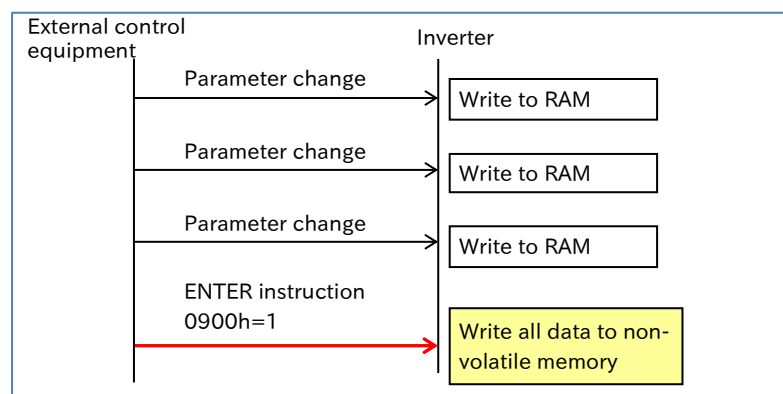 External control
equipment
Inverter
Parameter change
Write to RAM
Parameter change
Write to RAM
Parameter change
Write to RAM
ENTER instruction
0900h=1
Write all data to non-
volatile memory